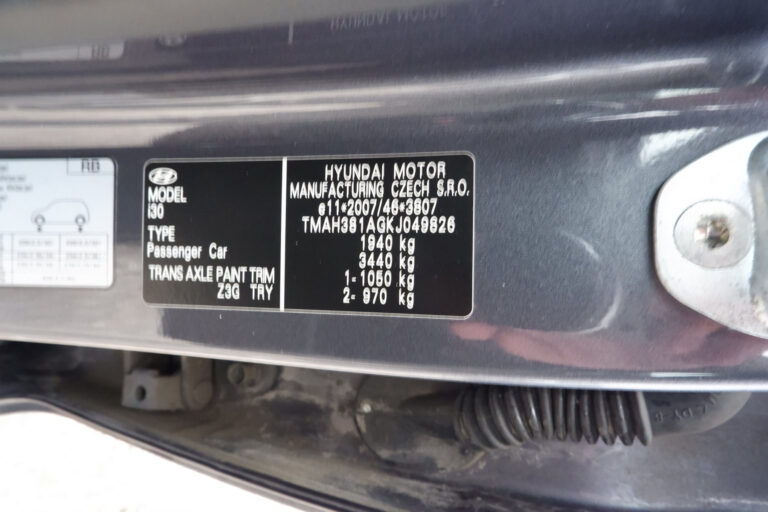 MODEL
i30
TYPE
Passenger Car
TRANS AXLE PAINT TRIM
Z3G TRY
HYUNDAI MOTOR
MANUFACTURING CZECH S.R.O.
e11*2007/46*3807
TMAH381AGKJ049826
1940 kg
3440 kg
1- 1050 kg
2- 970 kg